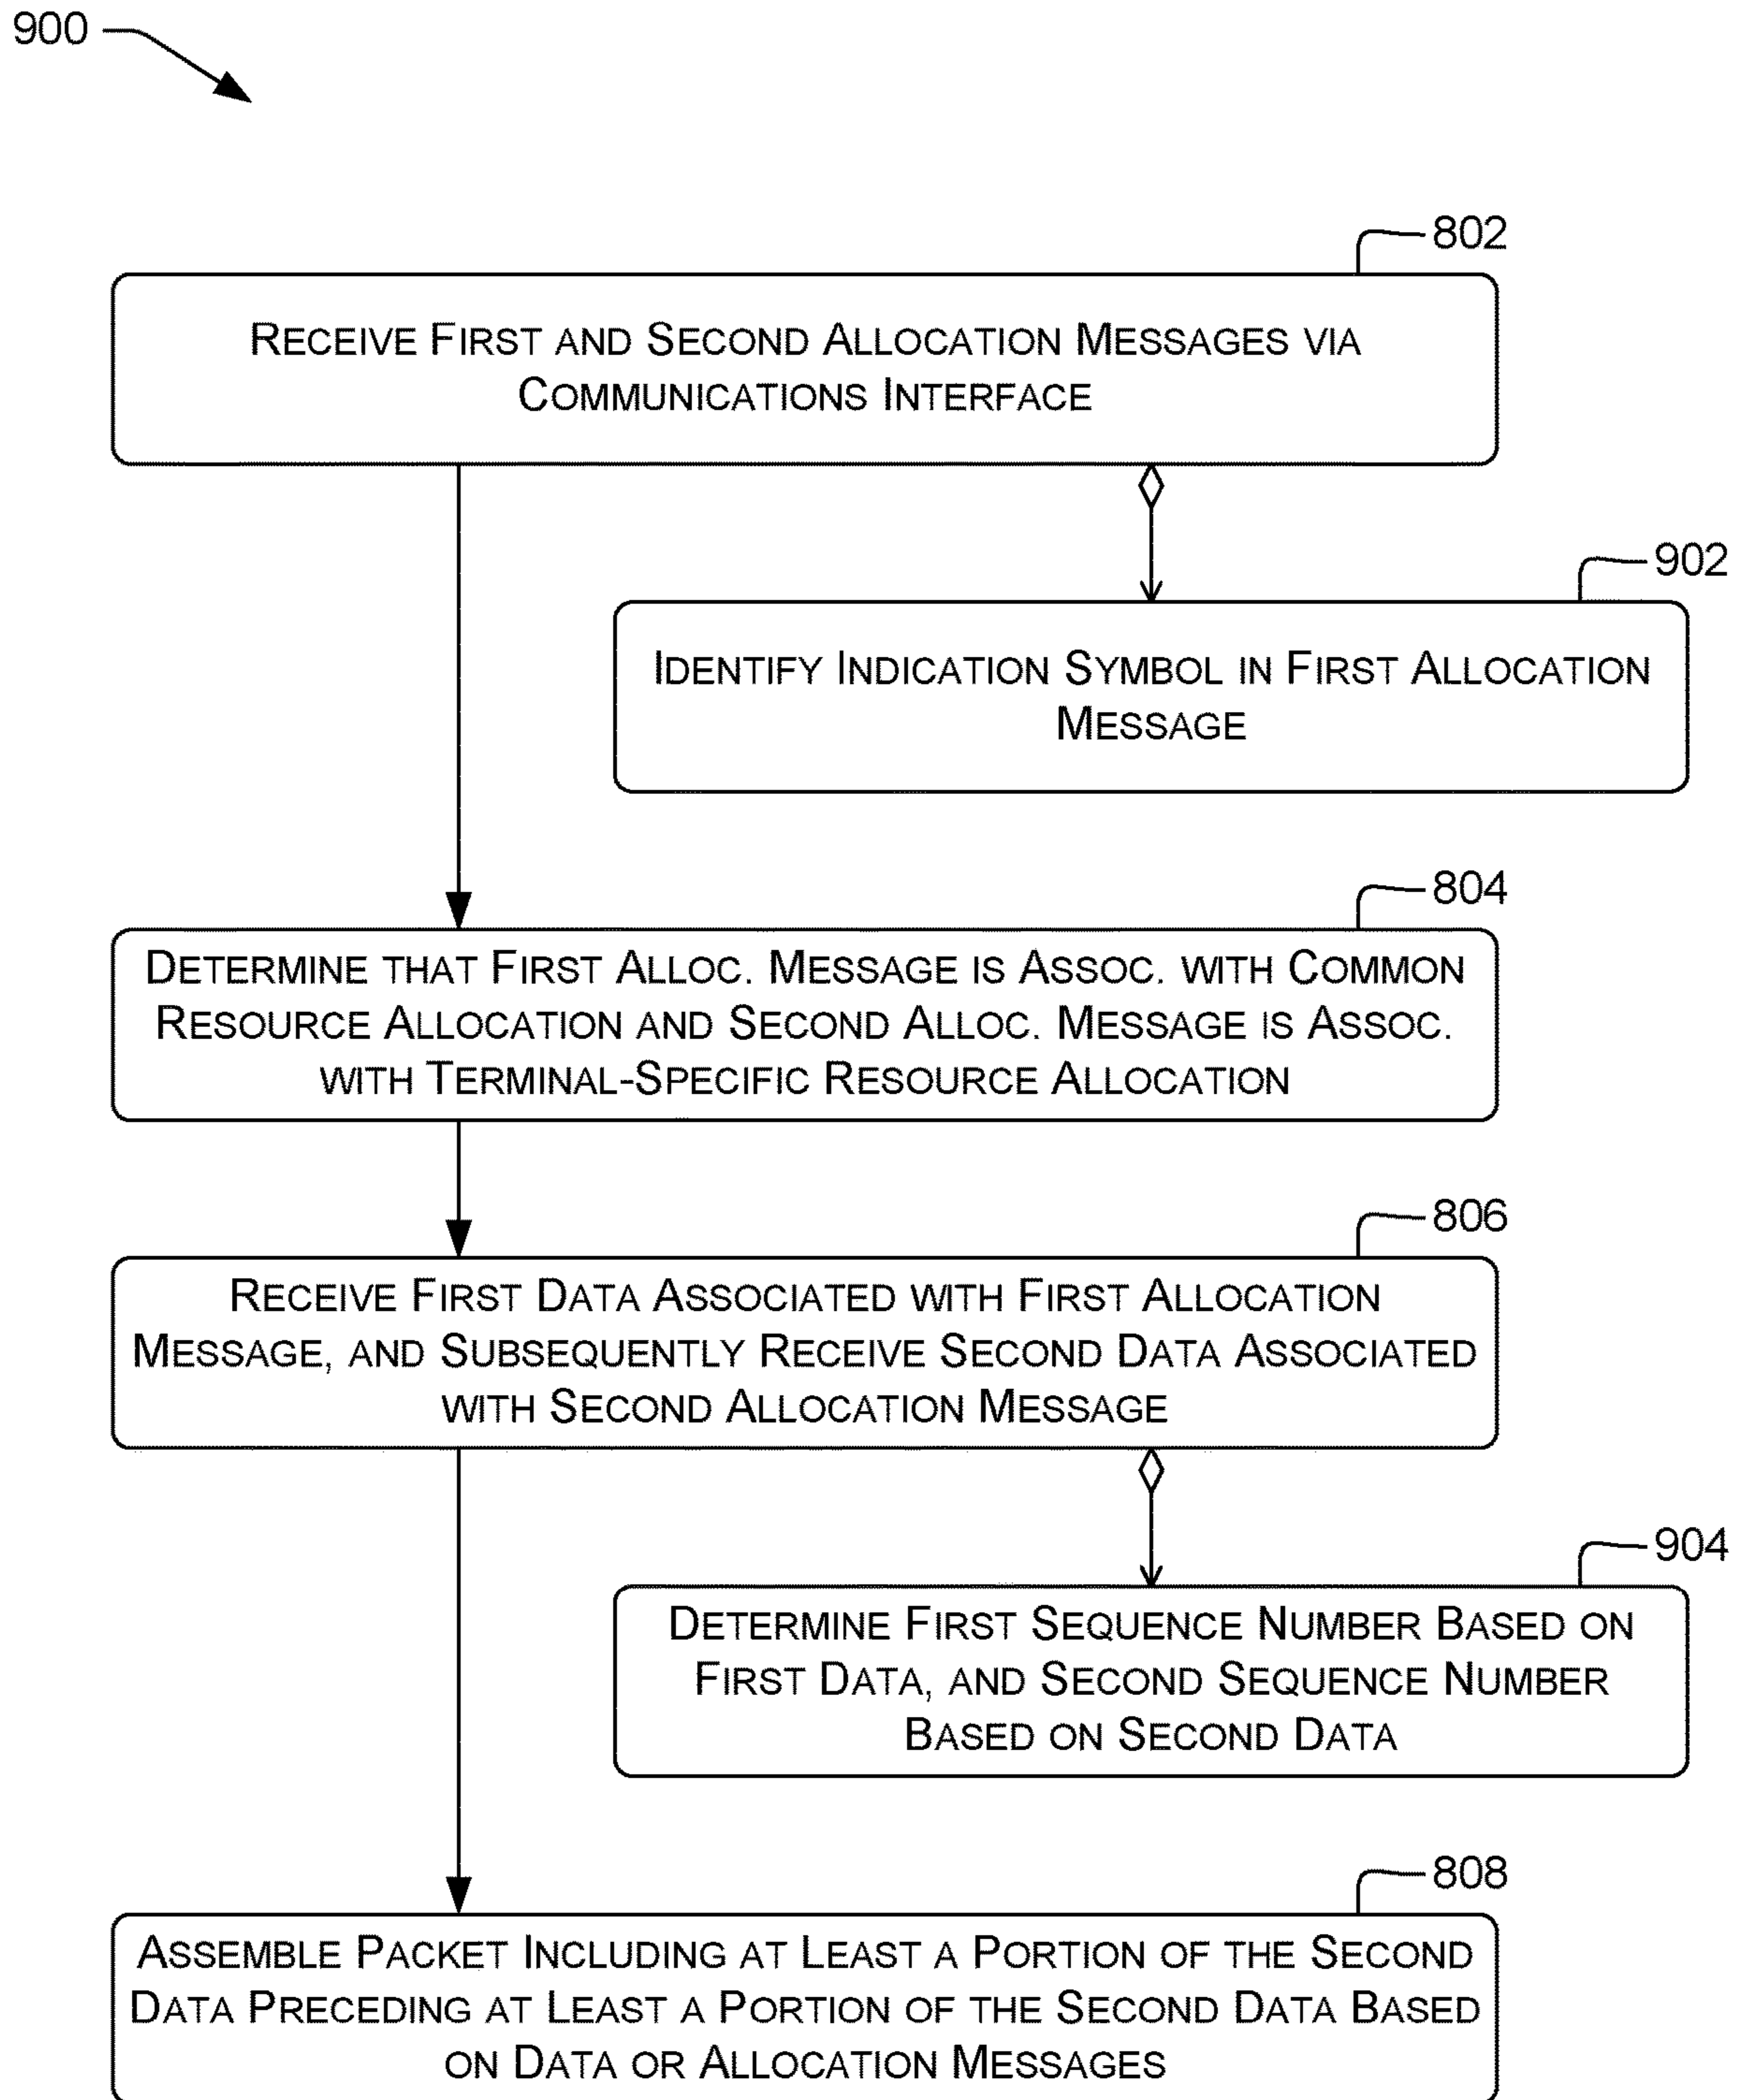 900
802
Receive First and Second Allocation Messages via
Communications Interface
902
Identify Indication Symbol in First Allocation
Message
804
Determine that First Alloc. Message is Assoc. with Common
Resource Allocation and Second Alloc. Message is Assoc.
with Terminal-Specific Resource Allocation
806
Receive First Data Associated with First Allocation
Message, and Subsequently Receive Second Data Associated
with Second Allocation Message
904
Determine First Sequence Number Based on
First Data, and Second Sequence Number
Based on Second Data
808
Assemble Packet Including at Least a Portion of the Second
Data Preceding at Least a Portion of the Second Data Based
on Data or Allocation Messages